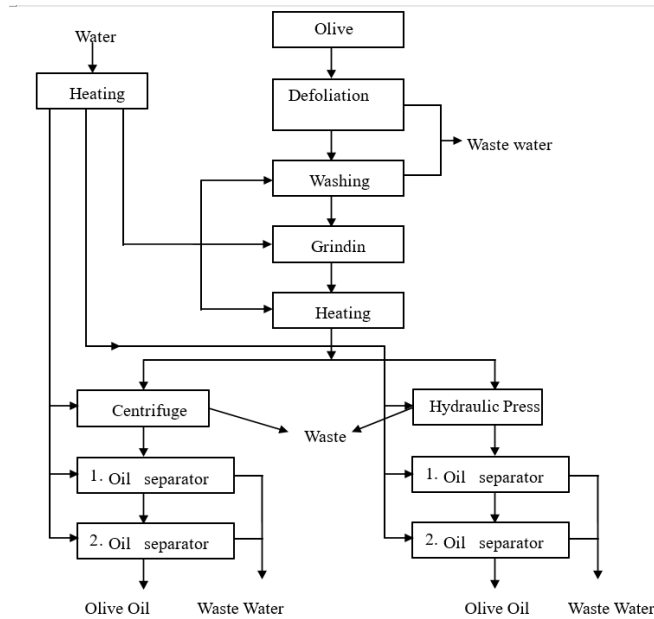 Olive
Water
Heating
Defoliation
Waste water
Washing
Grindin
Heating
Centrifuge
Hydraulic Press
Waste
1. Oil separator
1. Oil separator
2. Oil separator
2. Oil separator
Olive Oil
Waste Water
Olive Oil
Waste Water